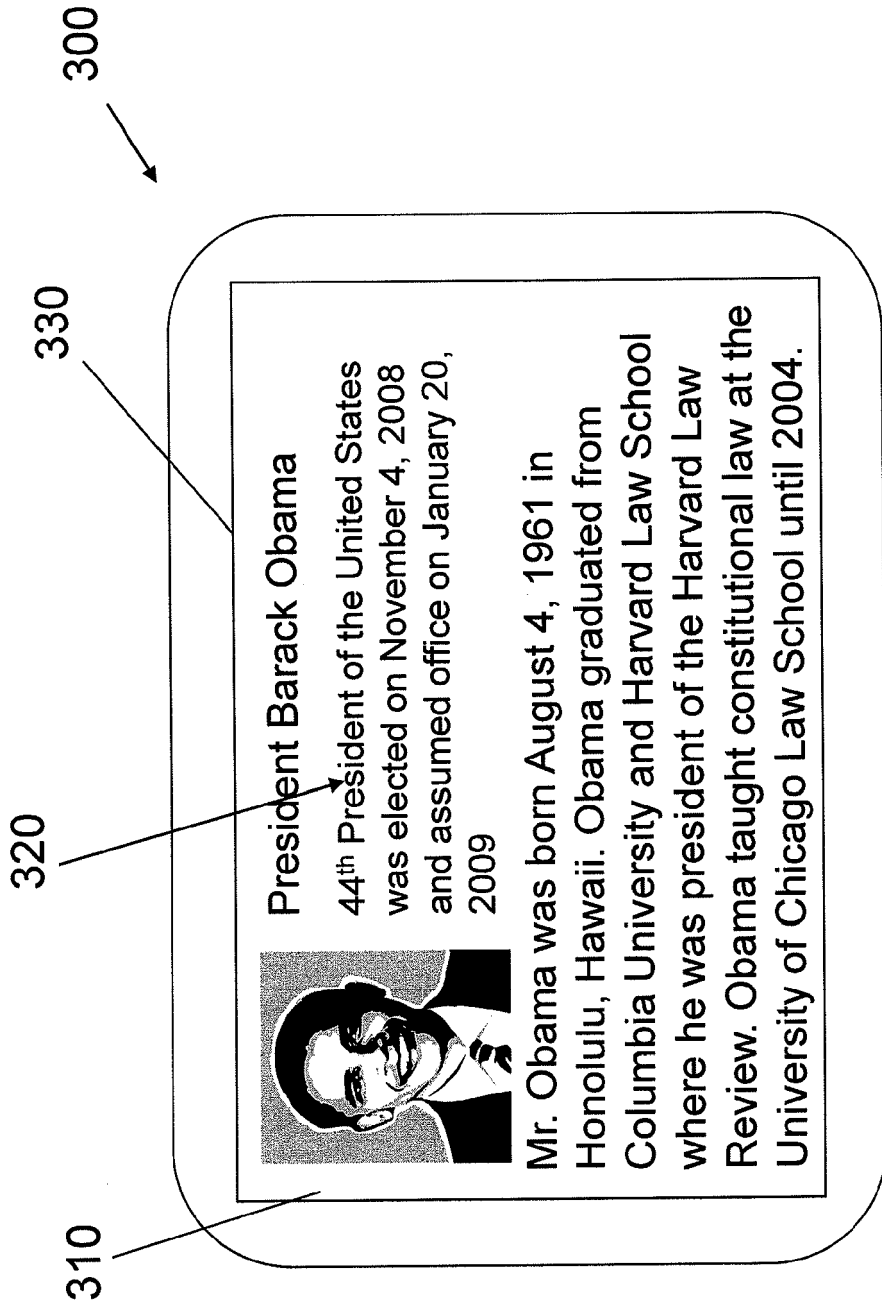 300
330
320
310
President Barack Obama
44th President of the United States
was elected on November 4, 2008
and assumed office on January 20,
2009
Mr. Obama was born August 4, 1961 in
Honolulu, Hawaii. Obama graduated from
Columbia University and Harvard Law School
where he was president of the Harvard Law
Review. Obama taught constitutional law at the
University of Chicago Law School until 2004.